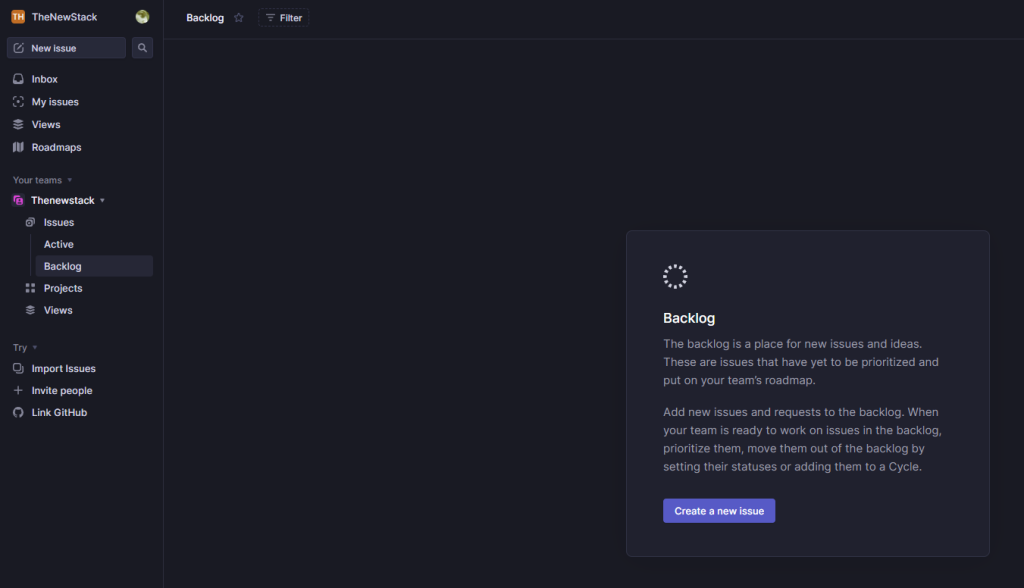 TH TheNewStack
New issue
Inbox
My issues
Views
Roadmaps
Your teams
Thenewstack
Issues
Active
Backlog
Projects
Views
Try
Import Issues
Invite people
Link GitHub
Backlog Filter
Backlog
The backlog is a place for new issues and ideas.
These are issues that have yet to be prioritized and
put on your team's roadmap.
Add new issues and requests to the backlog. When
your team is ready to work on issues in the backlog,
prioritize them, move them out of the backlog by
setting their statuses or adding them to a Cycle.
Create a new issue